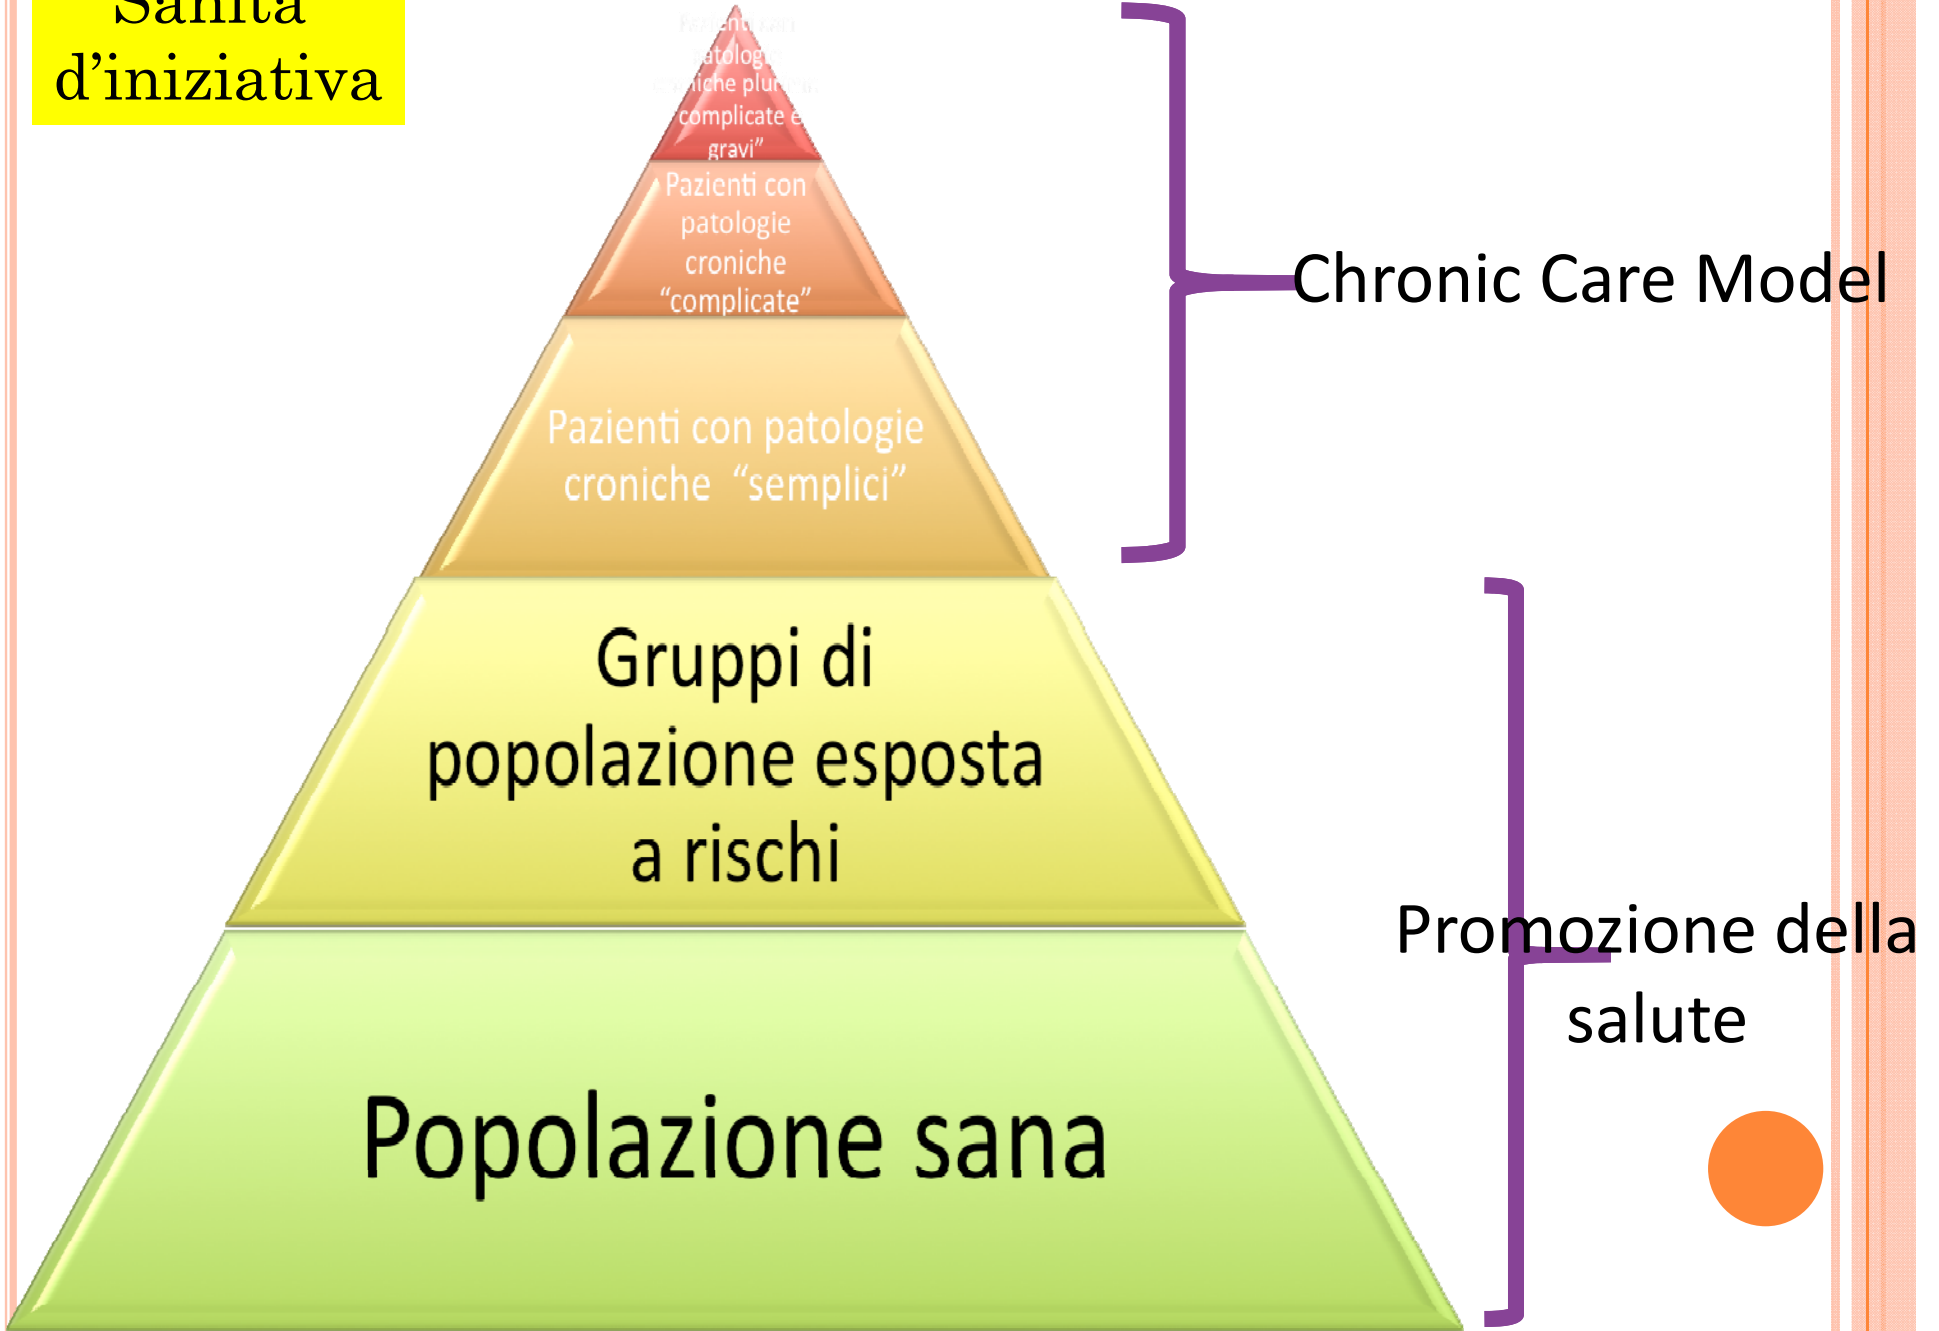 Sanità
d’iniziativa
complicate e
gravi”
Pazienti con
patologie
croniche
“complicate”
Pazienti con patologie
croniche “semplici”
Gruppi di
popolazione esposta
a rischi
Popolazione sana
Chronic Care Model
Promozione della
salute